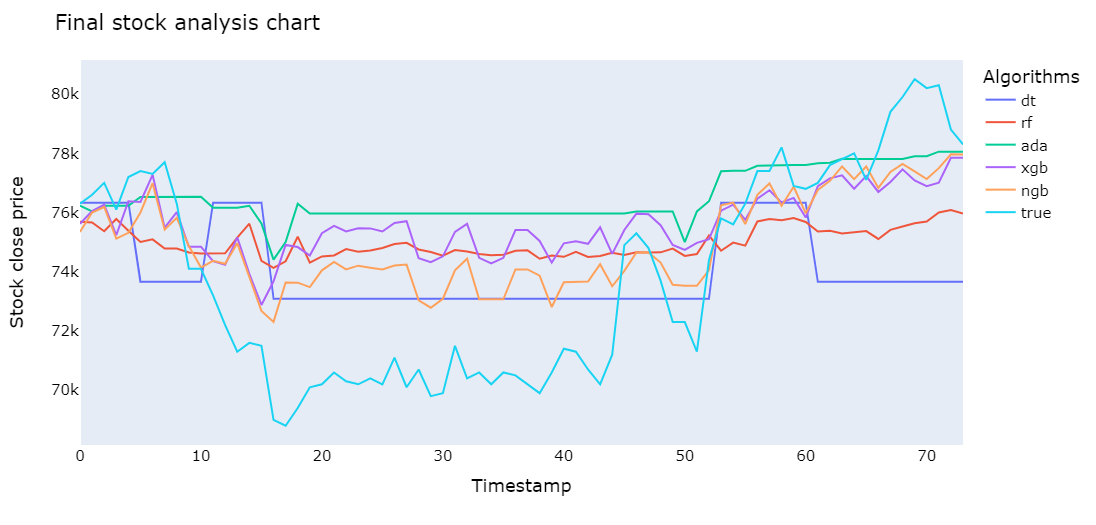 Final stock analysis chart
Stock close price
80k
78k
76k
74k
72k
70k
0 10 20 30 40 50 60 70
Timestamp
Algorithms
dt
rf
ada
xgb
ngb
true